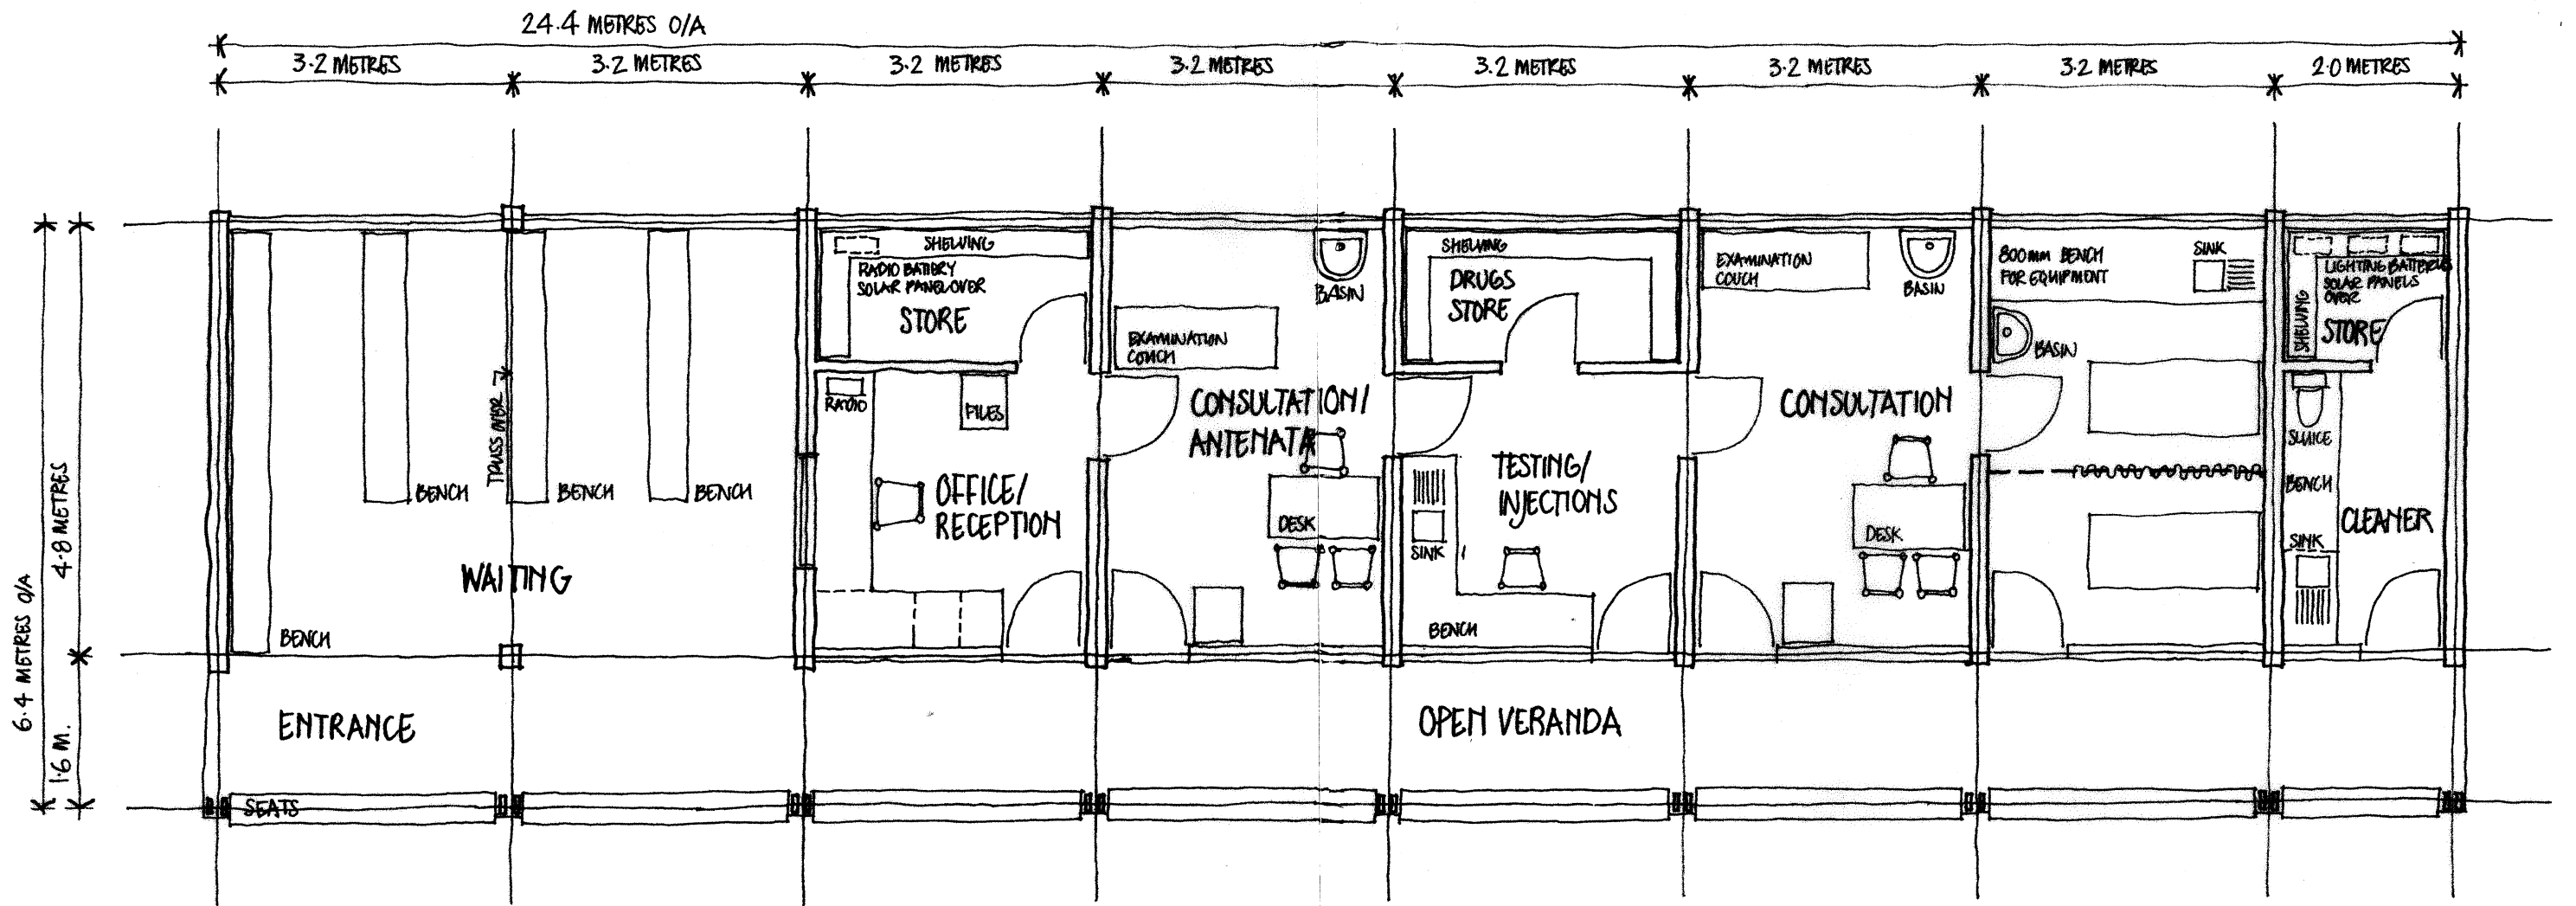 24.4 METRES O/A
3.2 METRES
3.2 METRES
3.2 METRES
3.2 METRES
3.2 METRES
3.2 METRES
3.2 METRES
2.0 METRES
6.4 METRES O/A
4.8 METRES
1.6 M.
BENCH
BENCH
BENCH
BENCH
TRUSS OVER
WAITING
SHELVING
RADIO BATTERY
SOLAR PANEL OVER
STORE
RADIO
FILES
OFFICE/
RECEPTION
BASIN
EXAMINATION
COUCH
CONSULTATION/
ANTENATA
DESK
SHELVING
DRUGS
STORE
TESTING/
INJECTIONS
SINK
BENCH
EXAMINATION
COUCH
BASIN
CONSULTATION
DESK
800mm BENCH
FOR EQUIPMENT
SINK
BASIN
LIGHTING BATTERIES
SOLAR PANELS
OVER
SHELVING
STORE
SLUICE
BENCH
SINK
CLEANER
ENTRANCE
OPEN VERANDA
SEATS